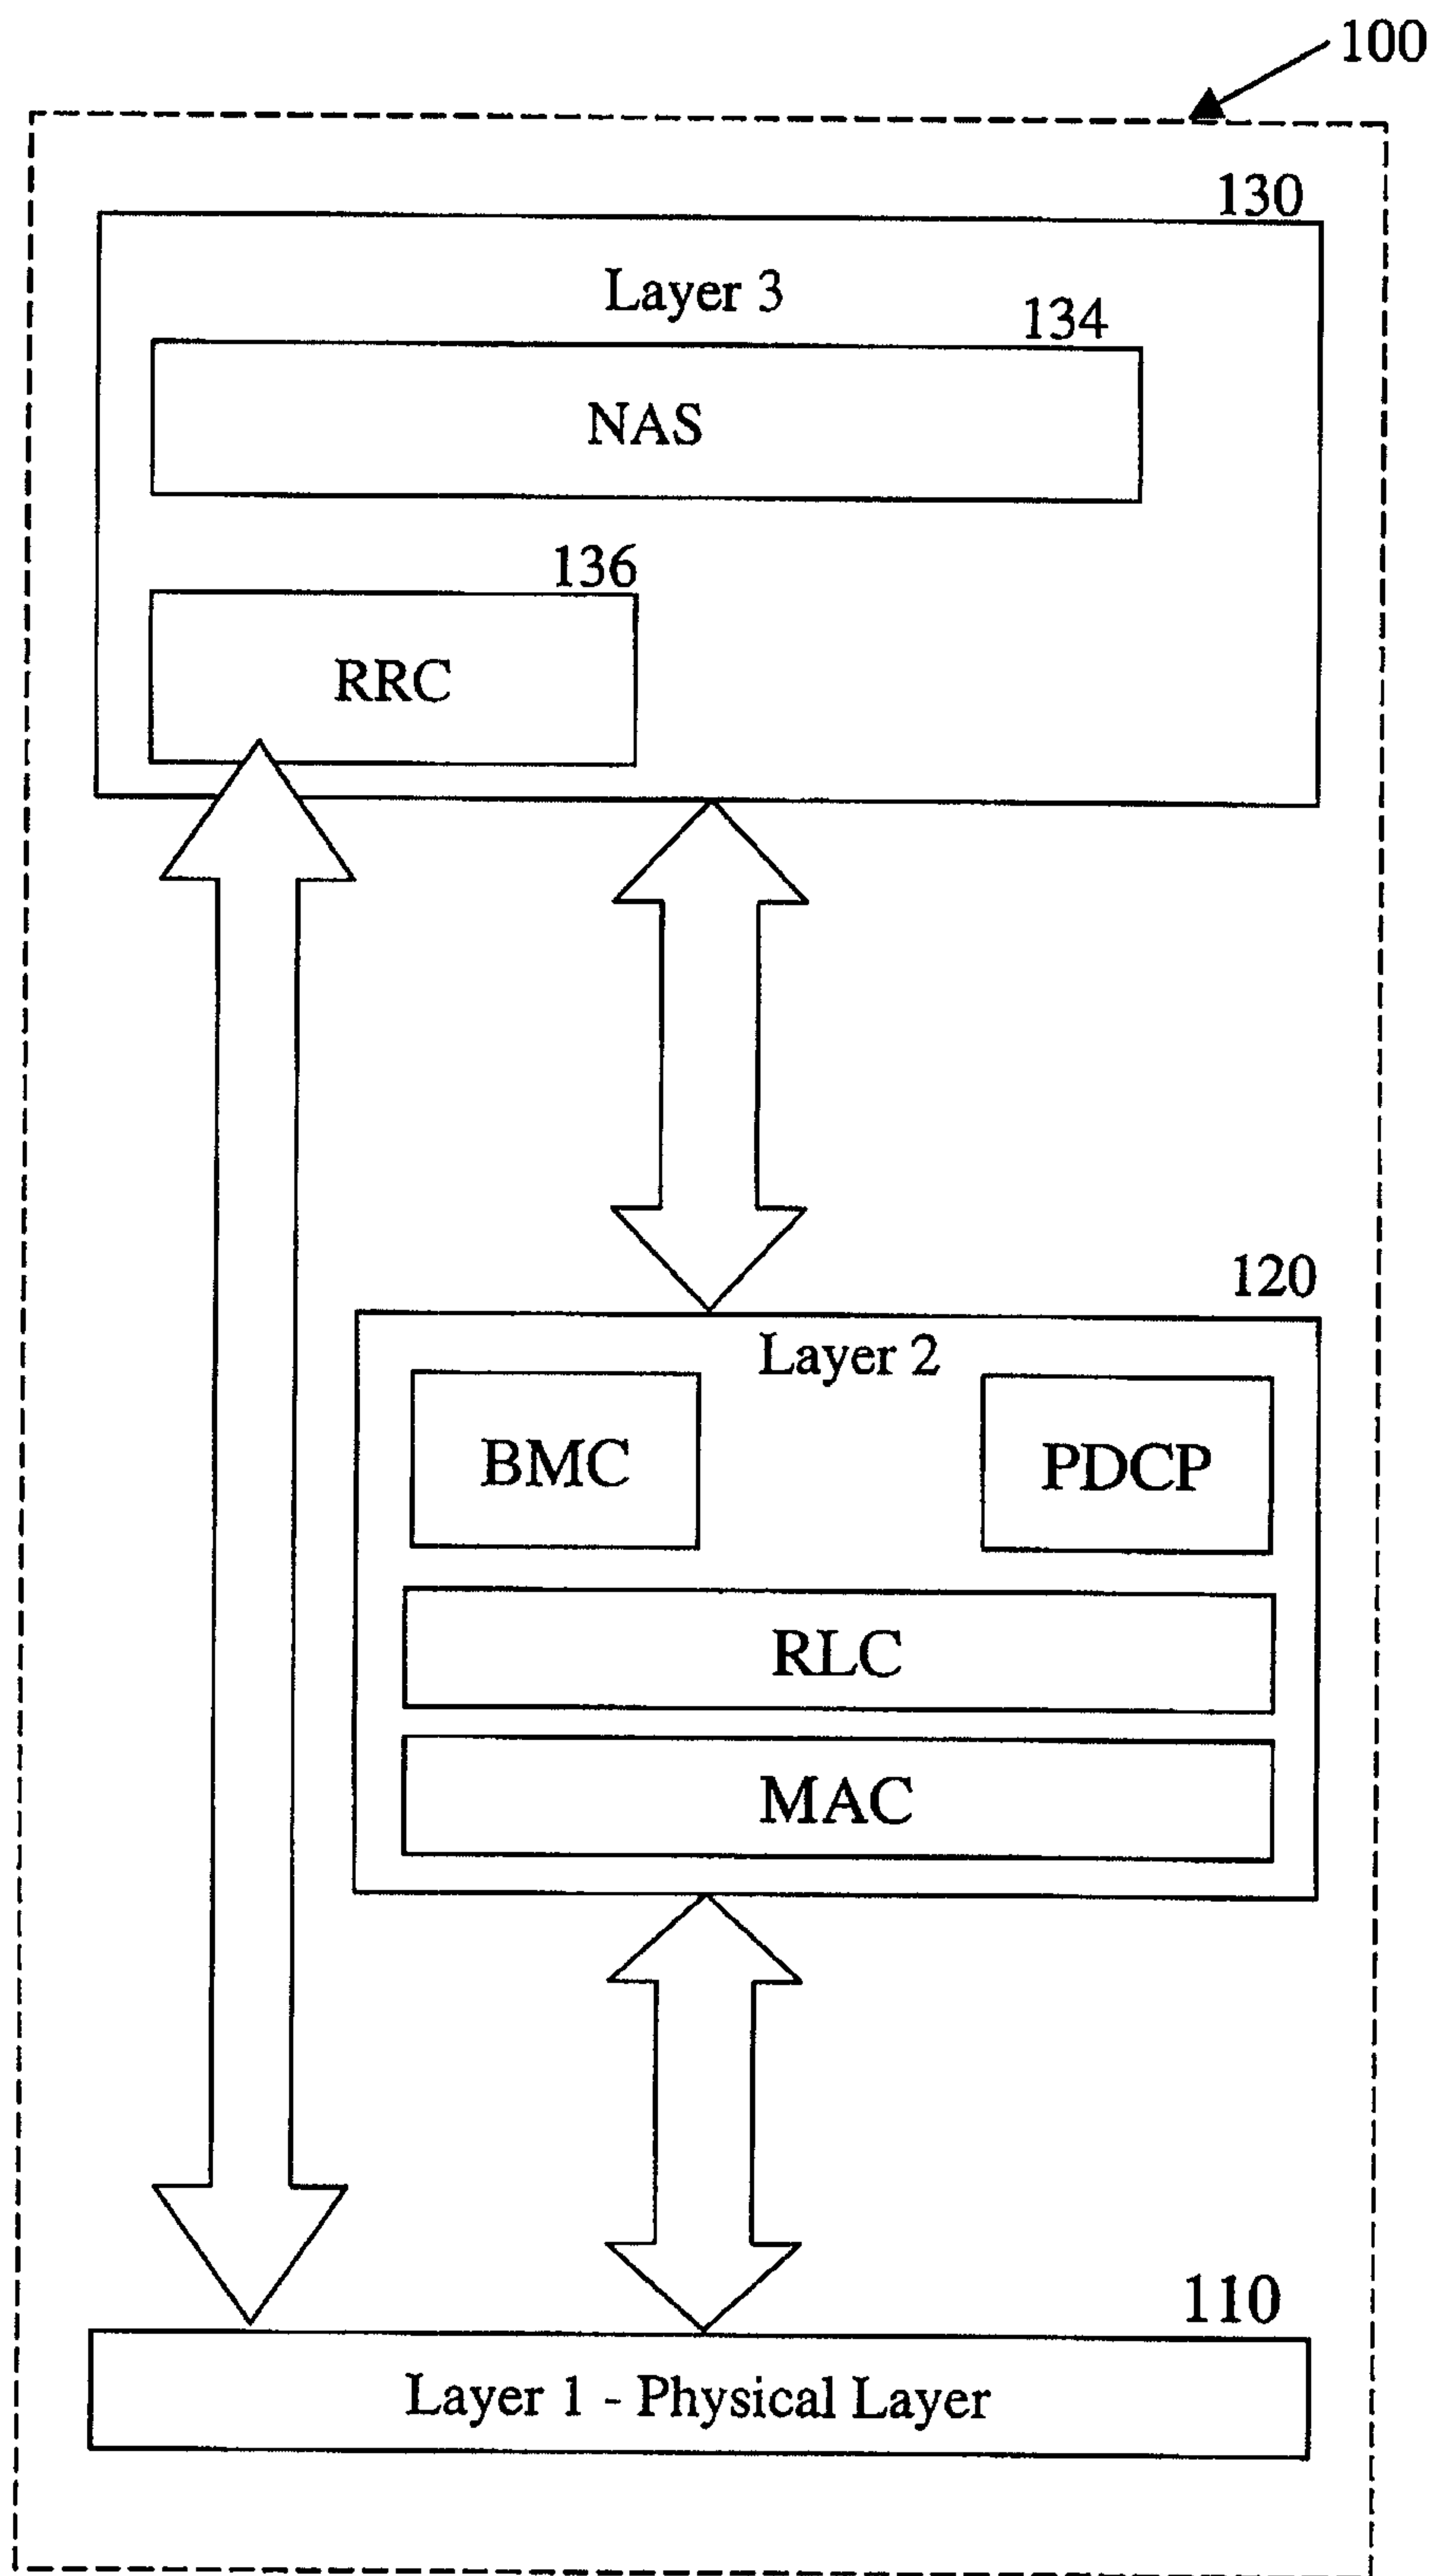 100
130
Layer 3
134
NAS
136
RRC
120
Layer 2
BMC
PDCP
RLC
MAC
110
Layer 1 - Physical Layer